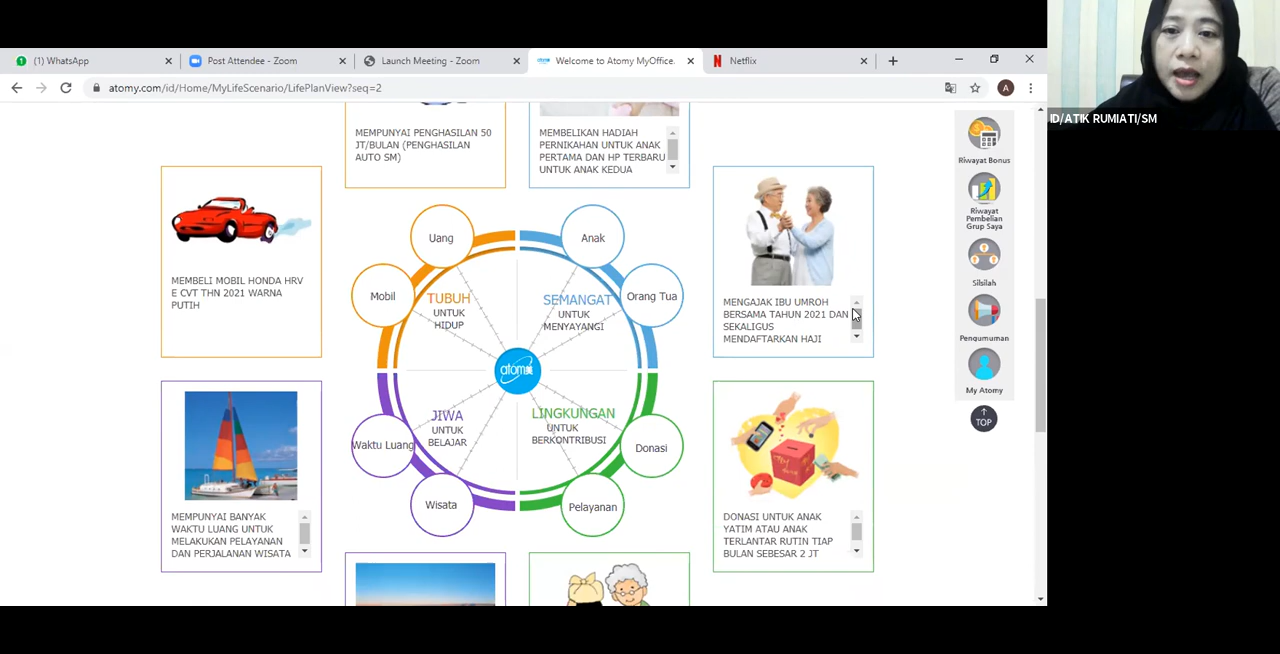 (1) WhatsApp
Post Attendee - Zoom
Launch Meeting - Zoom
Welcome to Atomy MyOffice.
Netflix
atomy.com/id/Home/MyLifeScenario/LifePlanView?seq=2
A
ID/ATIK RUMIATI/SM
MEMPUNYAI PENGHASILAN 50
JT/BULAN (PENGHASILAN
AUTO SM)
MEMBELIKAN HADIAH
PERNIKAHAN UNTUK ANAK
PERTAMA DAN HP TERBARU
UNTUK ANAK KEDUA
MEMBELI MOBIL HONDA HRV
E CVT THN 2021 WARNA
PUTIH
Uang
Anak
Mobil
Orang Tua
TUBUH
UNTUK
HIDUP
SEMANGAT
UNTUK
MENYAYANGI
atomy
JIWA
UNTUK
BELAJAR
LINGKUNGAN
UNTUK
BERKONTRIBUSI
Waktu Luang
Donasi
Wisata
Pelayanan
MENGAJAK IBU UMROH
BERSAMA TAHUN 2021 DAN
SEKALIGUS
MENDAFTARKAN HAJI
MEMPUNYAI BANYAK
WAKTU LUANG UNTUK
MELAKUKAN PELAYANAN
DAN PERJALANAN WISATA
DONASI UNTUK ANAK
YATIM ATAU ANAK
TERLANTAR RUTIN TIAP
BULAN SEBESAR 2 JT
Riwayat Bonus
Riwayat
Pembelian
Grup Saya
Silsilah
Pengumuman
My Atomy
TOP